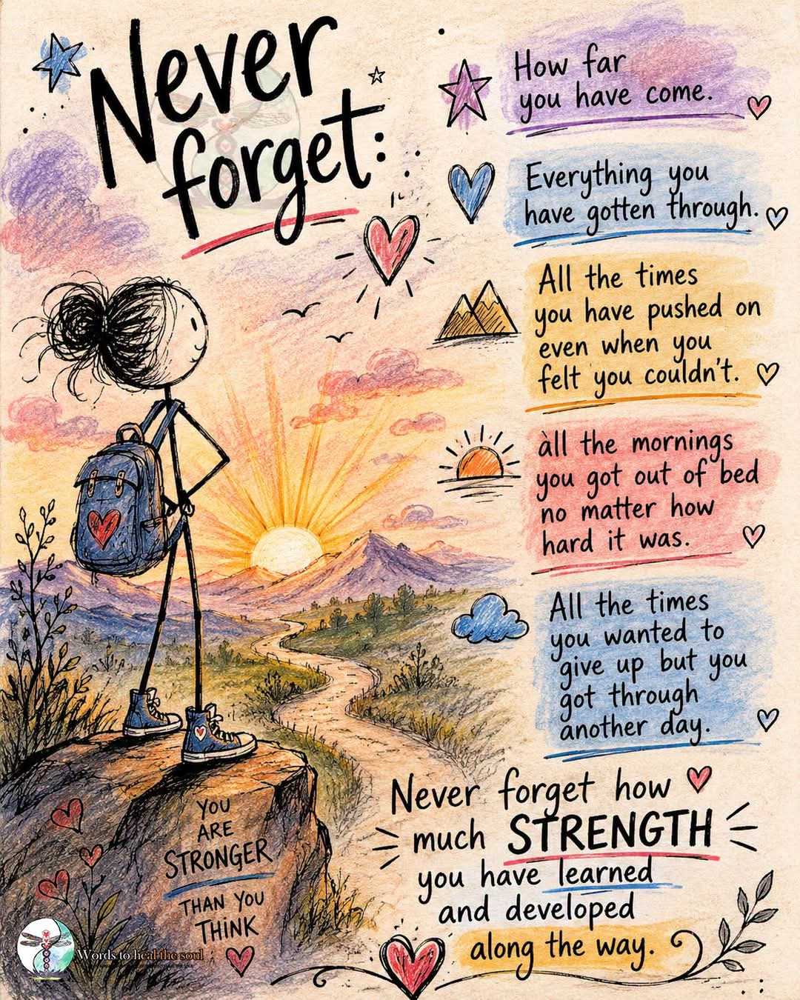 Never
forget:
How far
you have come.
Everything you
have gotten through.
All the times
you have pushed on
even when you
felt you couldn't.
àll the mornings
you got out of bed
no matter how
hard it was.
All the times
you wanted to
give up but you
got through
another day.
Never forget how
much STRENGTH
you have learned
and developed
along the way.
YOU
ARE
STRONGER
THAN YOU
THINK
Words to heal the soul